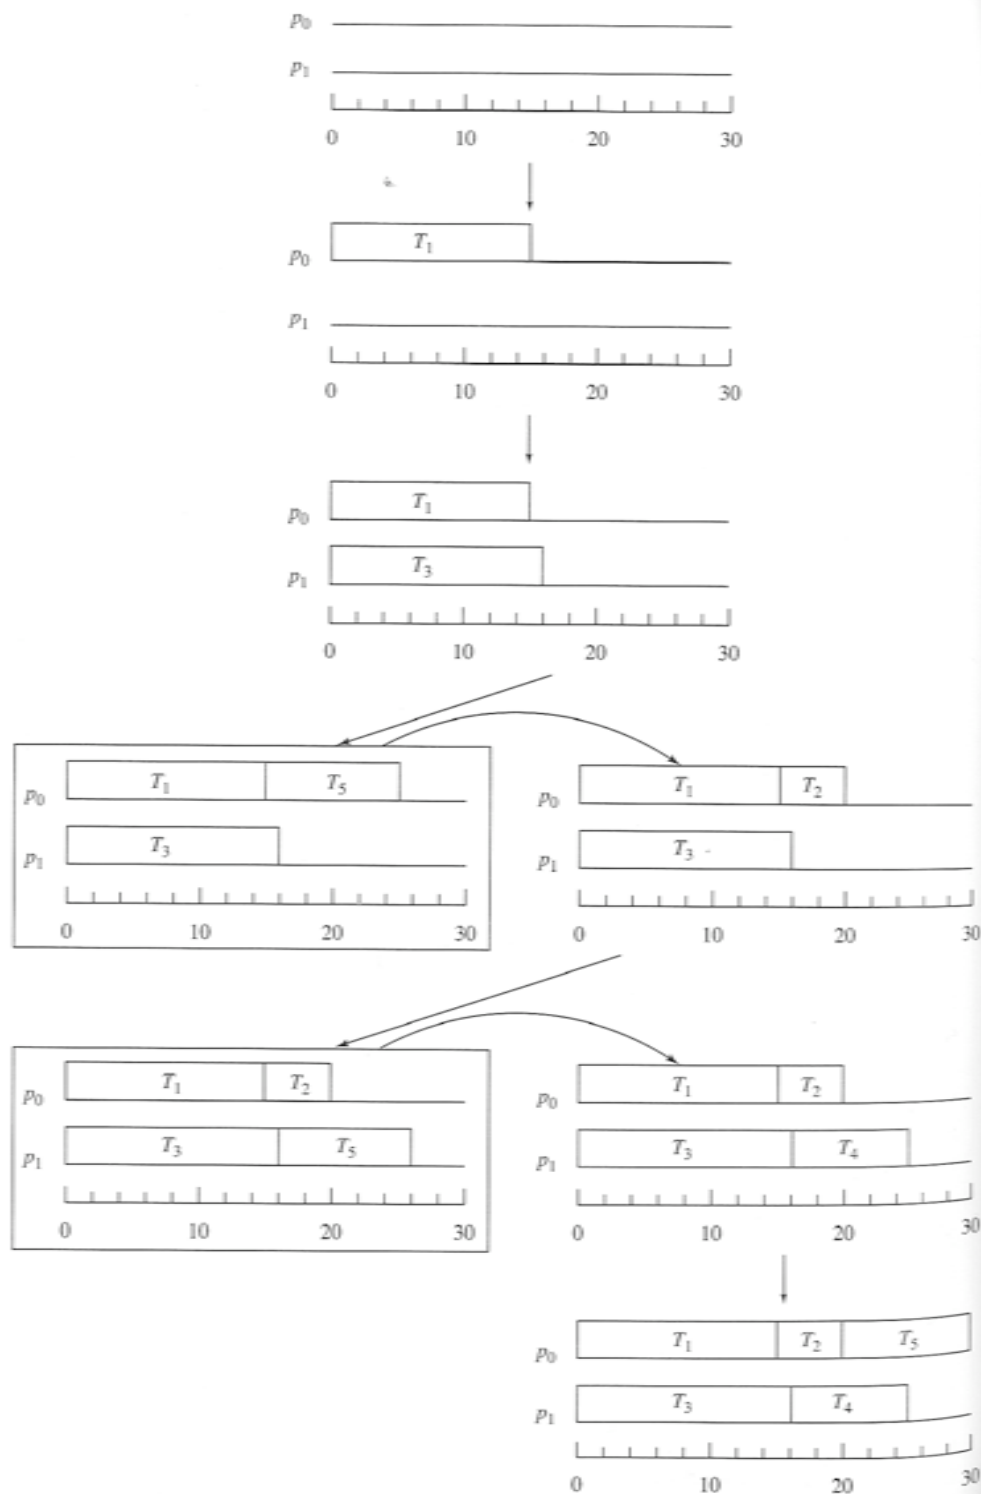 p₀
p₁
0 10 20 30
p₀ T₁
p₁
0 10 20 30
p₀ T₁
p₁ T₃
0 10 20 30
p₀ T₁ T₅
p₁ T₃
0 10 20 30
p₀ T₁ T₂
p₁ T₃
0 10 20 30
p₀ T₁ T₂
p₁ T₃ T₅
0 10 20 30
p₀ T₁ T₂
p₁ T₃ T₄
0 10 20 30
p₀ T₁ T₂ T₅
p₁ T₃ T₄
0 10 20 30